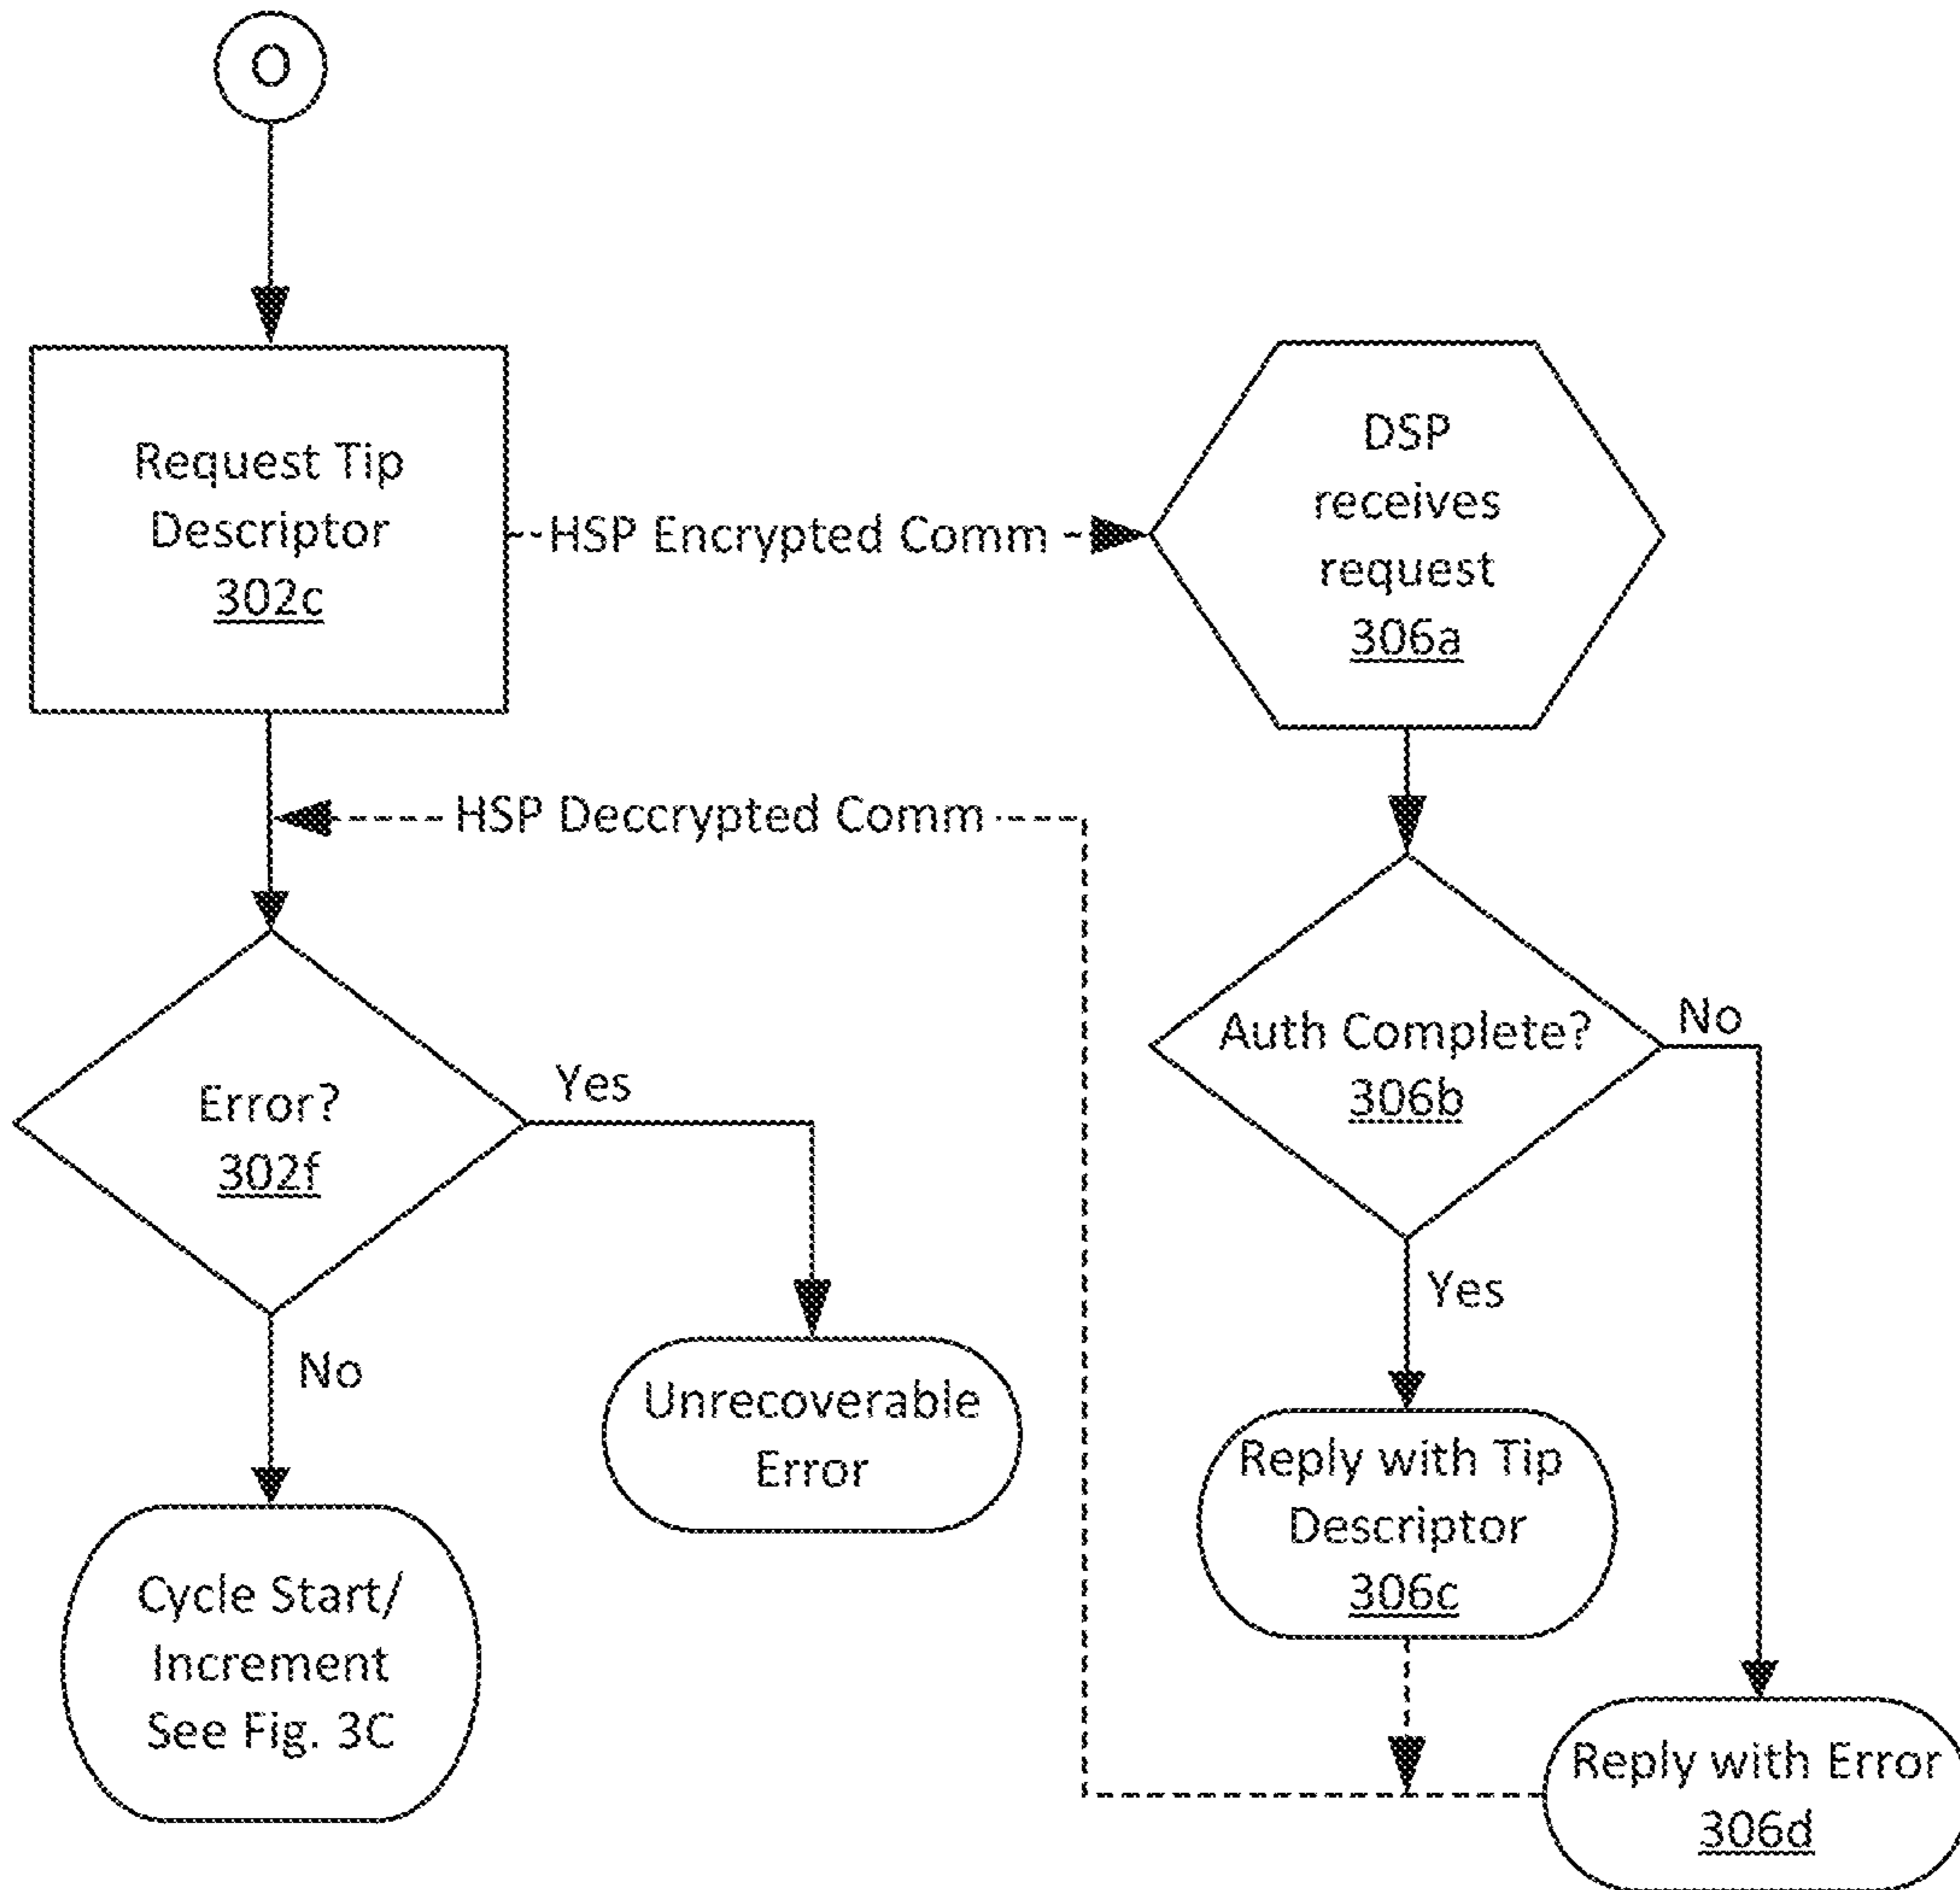 O
Request Tip
Descriptor
302c
HSP Encrypted Comm
DSP
receives
request
306a
HSP Deccrypted Comm
Error?
302f
Yes
No
Auth Complete?
306b
No
Yes
Unrecoverable
Error
Cycle Start/
Increment
See Fig. 3C
Reply with Tip
Descriptor
306c
Reply with Error
306d